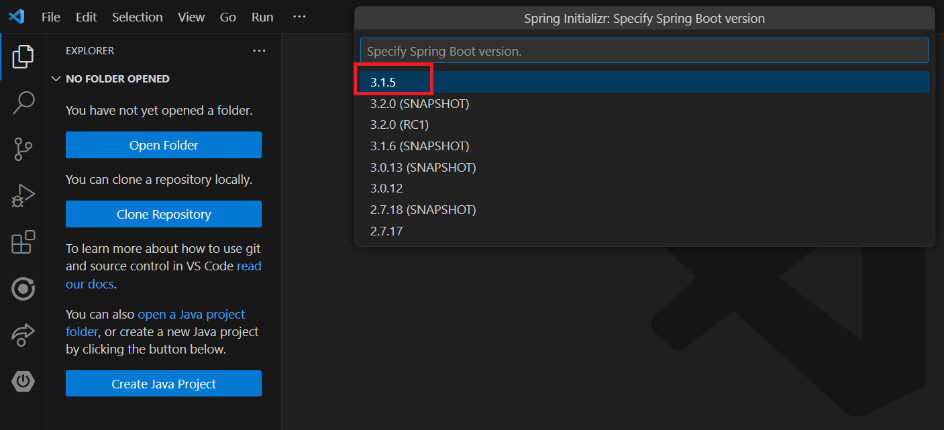 File Edit Selection View Go Run ···
Spring Initializr: Specify Spring Boot version
Specify Spring Boot version.
3.1.5
3.2.0 (SNAPSHOT)
3.2.0 (RC1)
3.1.6 (SNAPSHOT)
3.0.13 (SNAPSHOT)
3.0.12
2.7.18 (SNAPSHOT)
2.7.17
EXPLORER ···
NO FOLDER OPENED
You have not yet opened a folder.
Open Folder
You can clone a repository locally.
Clone Repository
To learn more about how to use git
and source control in VS Code read
our docs.
You can also open a Java project
folder, or create a new Java project
by clicking the button below.
Create Java Project